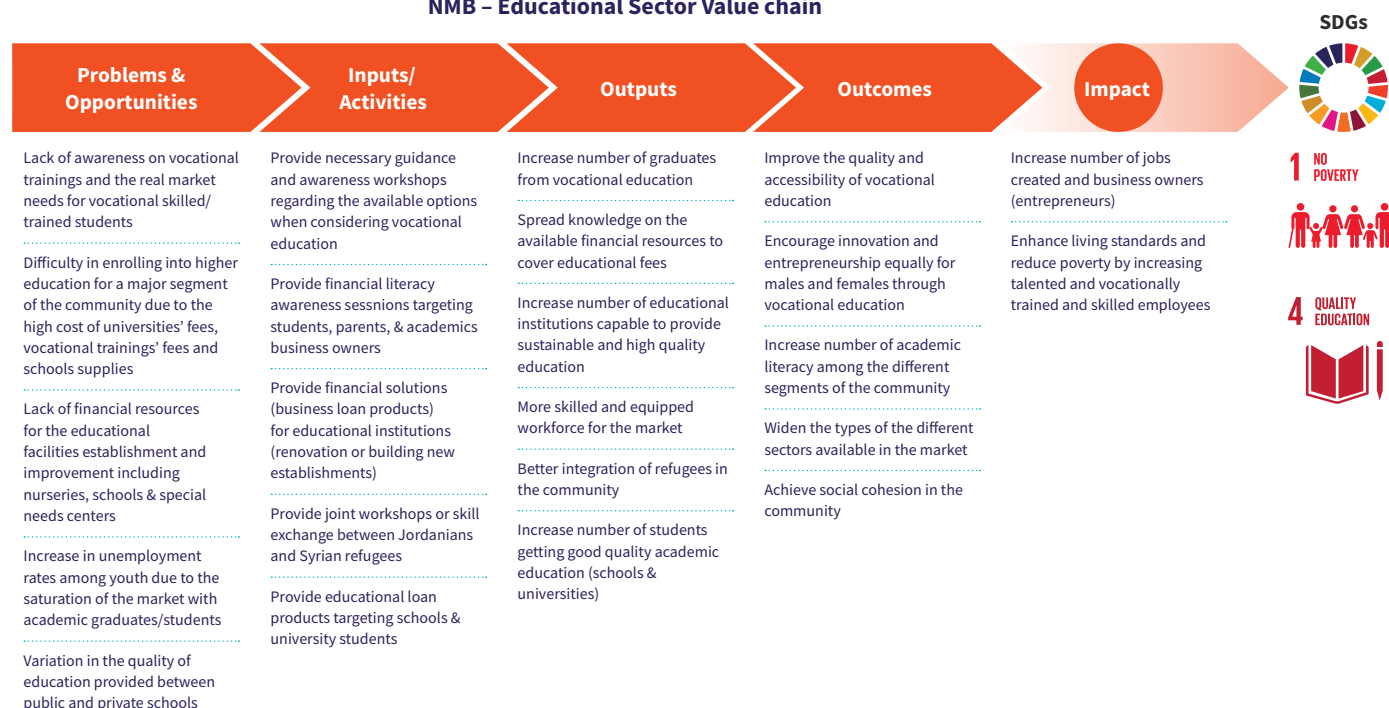 NMB – Educational Sector Value chain
SDGs
Problems &
Opportunities
Inputs/
Activities
Outputs
Outcomes
Impact
Lack of awareness on vocational
trainings and the real market
needs for vocational skilled/
trained students
Difficulty in enrolling into higher
education for a major segment
of the community due to the
high cost of universities’ fees,
vocational trainings’ fees and
schools supplies
Lack of financial resources
for the educational
facilities establishment and
improvement including
nurseries, schools & special
needs centers
Increase in unemployment
rates among youth due to the
saturation of the market with
academic graduates/students
Variation in the quality of
education provided between
public and private schools
Provide necessary guidance
and awareness workshops
regarding the available options
when considering vocational
education
Provide financial literacy
awareness sessnions targeting
students, parents, & academics
business owners
Provide financial solutions
(business loan products)
for educational institutions
(renovation or building new
establishments)
Provide joint workshops or skill
exchange between Jordanians
and Syrian refugees
Provide educational loan
products targeting schools &
university students
Increase number of graduates
from vocational education
Spread knowledge on the
available financial resources to
cover educational fees
Increase number of educational
institutions capable to provide
sustainable and high quality
education
More skilled and equipped
workforce for the market
Better integration of refugees in
the community
Increase number of students
getting good quality academic
education (schools &
universities)
Improve the quality and
accessibility of vocational
education
Encourage innovation and
entrepreneurship equally for
males and females through
vocational education
Increase number of academic
literacy among the different
segments of the community
Widen the types of the different
sectors available in the market
Achieve social cohesion in the
community
Increase number of jobs
created and business owners
(entrepreneurs)
Enhance living standards and
reduce poverty by increasing
talented and vocationally
trained and skilled employees
1 NO
POVERTY
4 QUALITY
EDUCATION